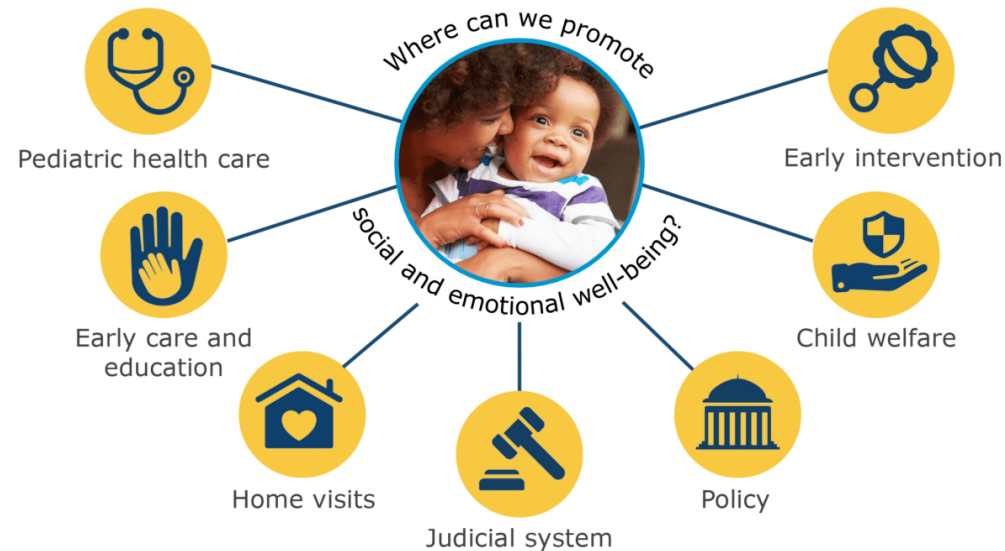 Where can we promote
social and emotional well-being?
Pediatric health care
Early care and
education
Home visits
Judicial system
Policy
Child welfare
Early intervention